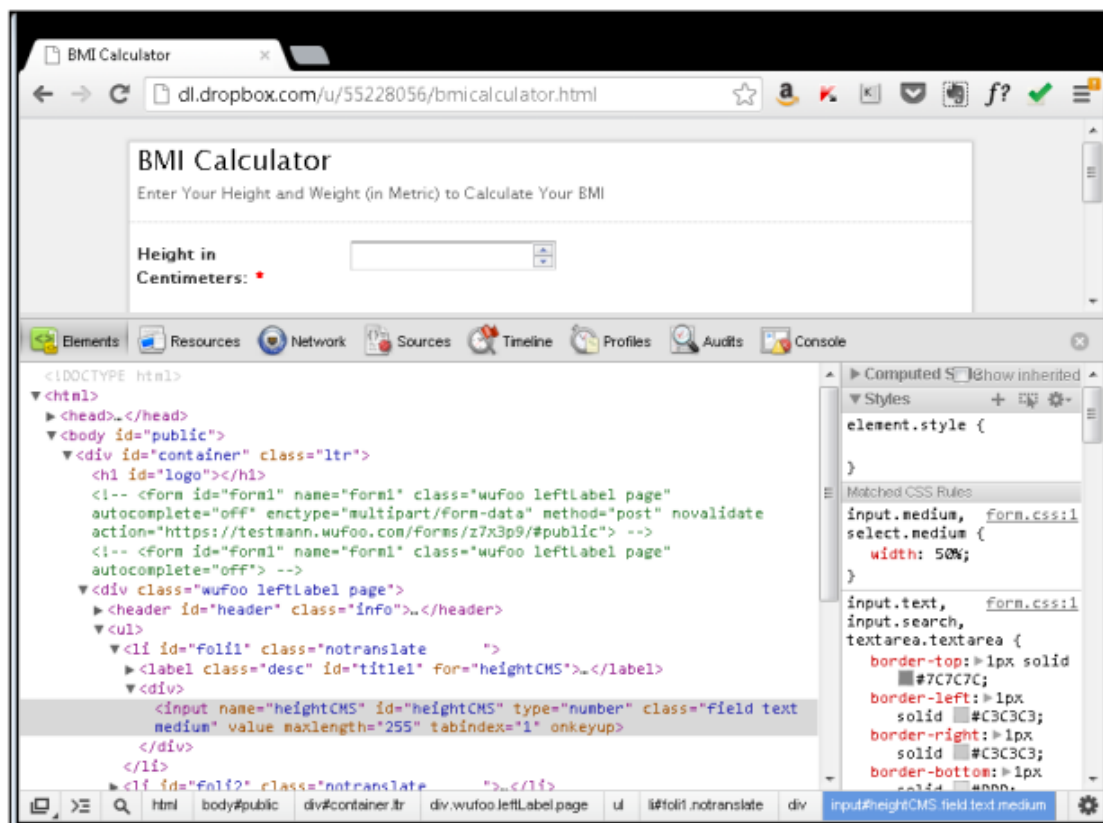 BMI Calculator
dl.dropbox.com/u/55228056/bmicalculator.html
f?
BMI Calculator
Enter Your Height and Weight (in Metric) to Calculate Your BMI
Height in
Centimeters: *
Elements Resources Network Sources Timeline Profiles Audits Console
<!DOCTYPE html>
▼<html>
▶<head>…</head>
▼<body id="public">
▼<div id="container" class="ltr">
<h1 id="logo"></h1>
<!-- <form id="form1" name="form1" class="wufoo leftLabel page"
autocomplete="off" enctype="multipart/form-data" method="post" novalidate
action="https://testmann.wufoo.com/forms/z7x3p9/#public"> -->
<!-- <form id="form1" name="form1" class="wufoo leftLabel page"
autocomplete="off"> -->
▼<div class="wufoo leftLabel page">
▶<header id="header" class="info">…</header>
▼<ul>
▼<li id="foli1" class="notranslate      ">
▶<label class="desc" id="title1" for="heightCMS">…</label>
▼<div>
<input name="heightCMS" id="heightCMS" type="number" class="field text
medium" value maxlength="255" tabindex="1" onkeyup>
</div>
</li>
▶<li id="foli2" class="notranslate      ">…</li>
▶ Computed S Show inherited
▼ Styles
element.style {
}
Matched CSS Rules
input.medium, form.css:1
select.medium {
width: 50%;
}
input.text, form.css:1
input.search,
textarea.textarea {
border-top:▶1px solid
#7C7C7C;
border-left:▶1px
solid #C3C3C3;
border-right:▶1px
solid #C3C3C3;
border-bottom:▶1px
solid #DDD;
html body#public div#container.ltr div.wufoo.leftLabel.page ul li#foli1.notranslate div input#heightCMS.field.text.medium